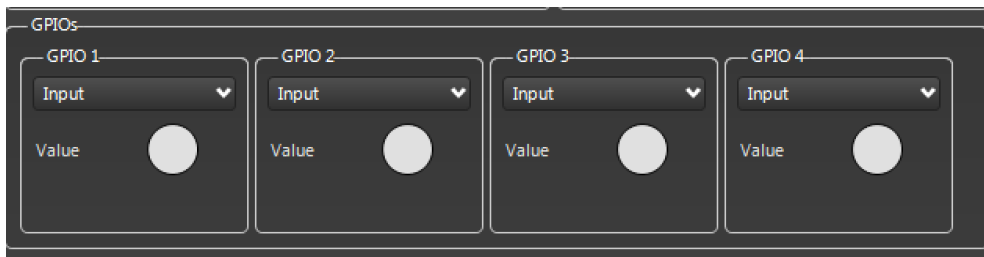 GPIOs
GPIO 1 GPIO 2 GPIO 3 GPIO 4
Input Input Input Input
Value Value Value Value